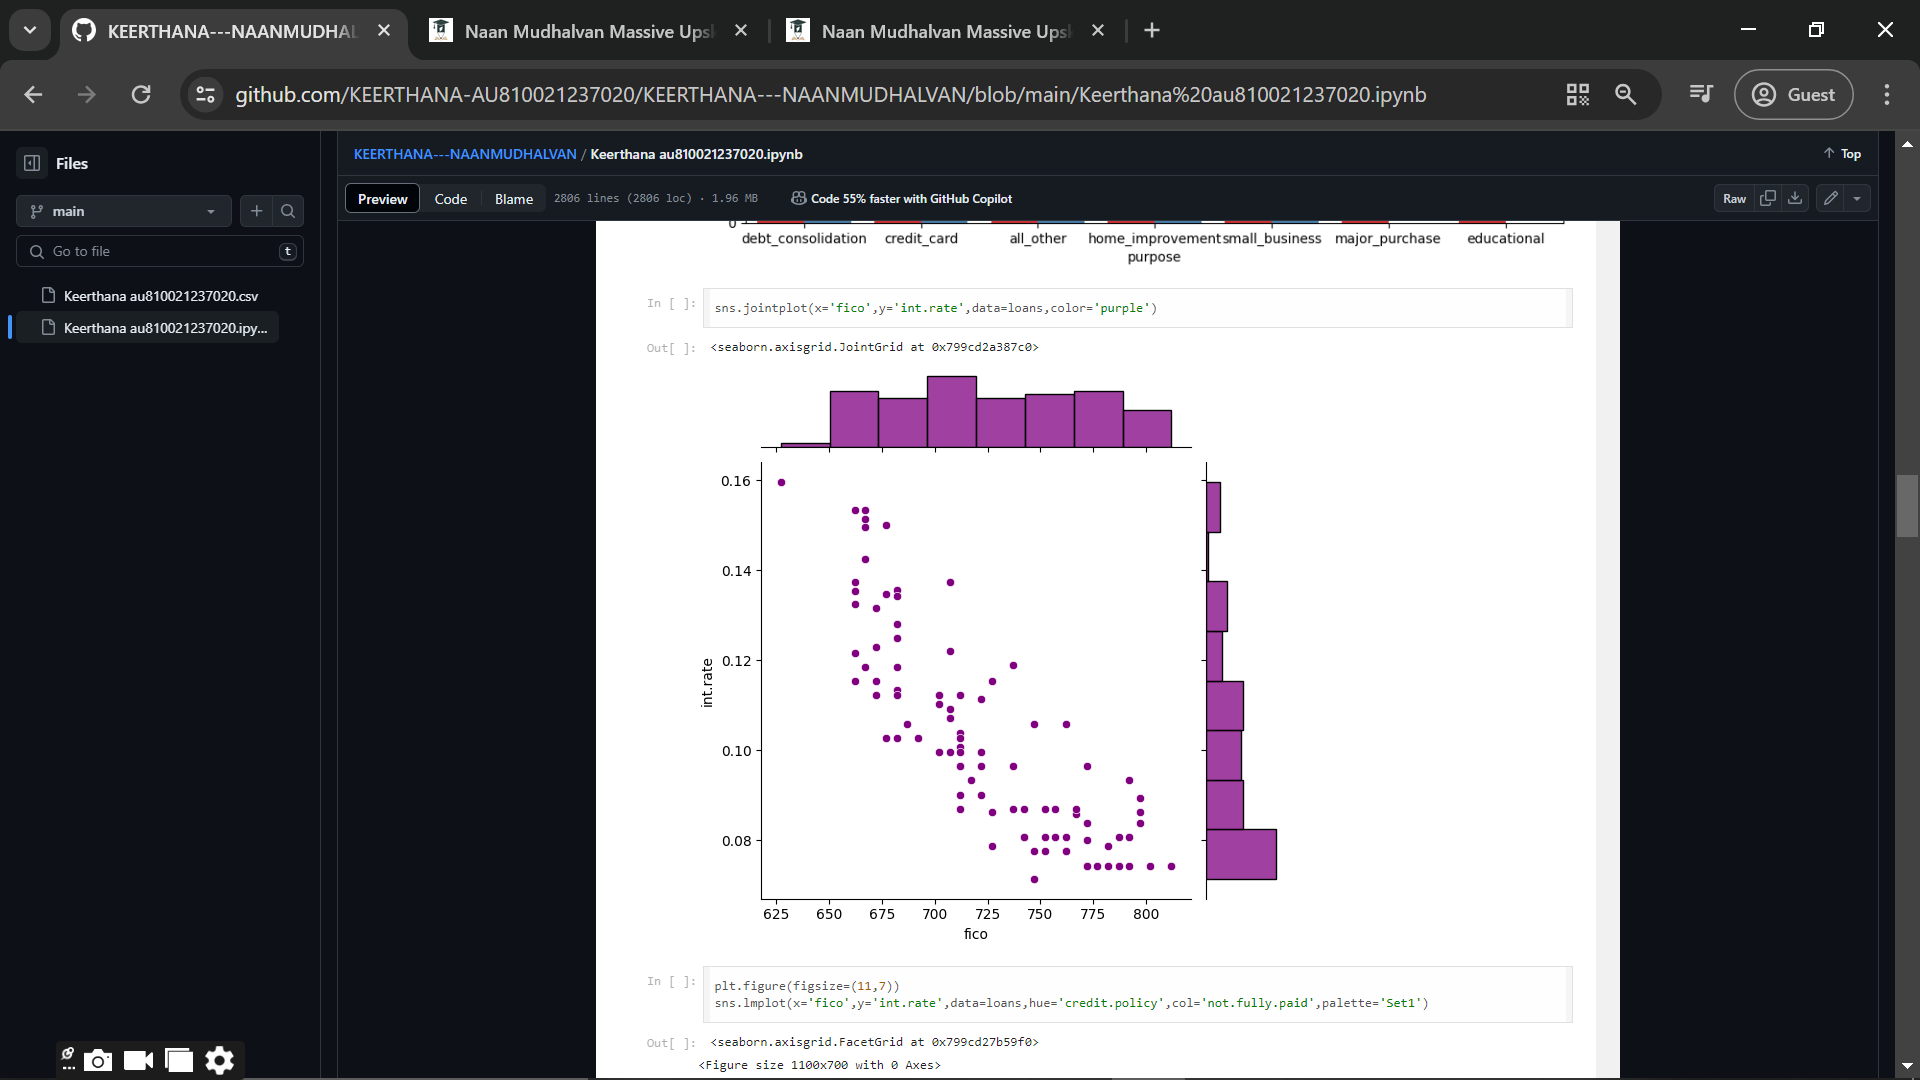 KEERTHANA---NAANMUDHAL
Naan Mudhalvan Massive Ups
Naan Mudhalvan Massive Ups
github.com/KEERTHANA-AU810021237020/KEERTHANA---NAANMUDHALVAN/blob/main/Keerthana%20au810021237020.ipynb
Guest
Files
KEERTHANA---NAANMUDHALVAN / Keerthana au810021237020.ipynb
Top
main
Preview Code Blame 2806 lines (2806 loc) · 1.96 MB Code 55% faster with GitHub Copilot Raw
Go to file t
Keerthana au810021237020.csv
Keerthana au810021237020.ipy...
0
debt_consolidation credit_card all_other home_improvement small_business major_purchase educational
purpose
In [ ]: sns.jointplot(x='fico',y='int.rate',data=loans,color='purple')
Out[ ]: <seaborn.axisgrid.JointGrid at 0x799cd2a387c0>
0.16
0.14
0.12
0.10
0.08
int.rate
625 650 675 700 725 750 775 800
fico
In [ ]: plt.figure(figsize=(11,7))
sns.lmplot(x='fico',y='int.rate',data=loans,hue='credit.policy',col='not.fully.paid',palette='Set1')
Out[ ]: <seaborn.axisgrid.FacetGrid at 0x799cd27b59f0>
<Figure size 1100x700 with 0 Axes>